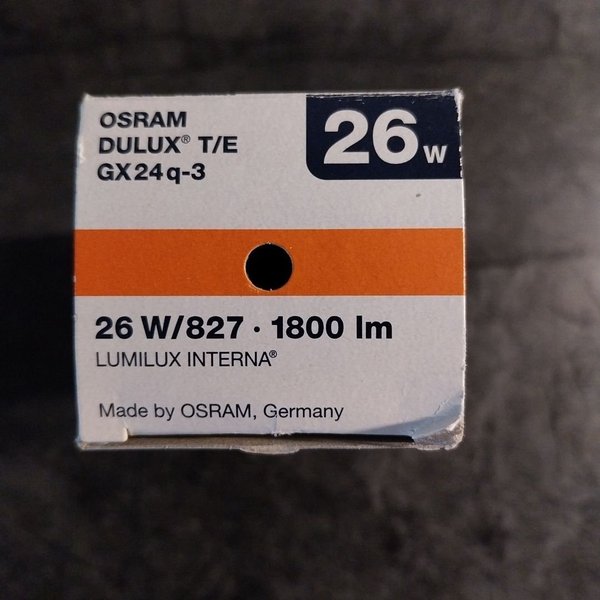 OSRAM
DULUX® T/E
GX24q-3
26 W
26 W/827 · 1800 lm
LUMILUX INTERNA®
Made by OSRAM, Germany